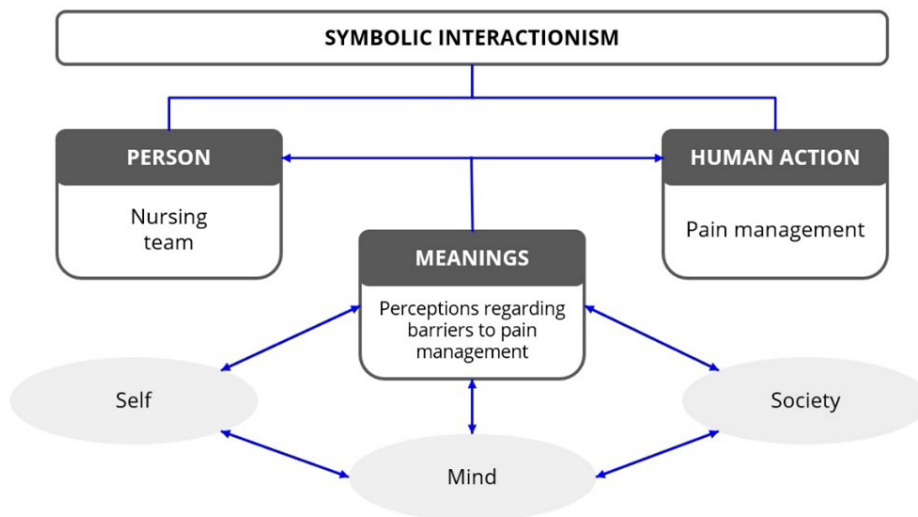 SYMBOLIC INTERACTIONISM
PERSON
Nursing
team
HUMAN ACTION
Pain management
MEANINGS
Perceptions regarding
barriers to pain
management
Self
Society
Mind